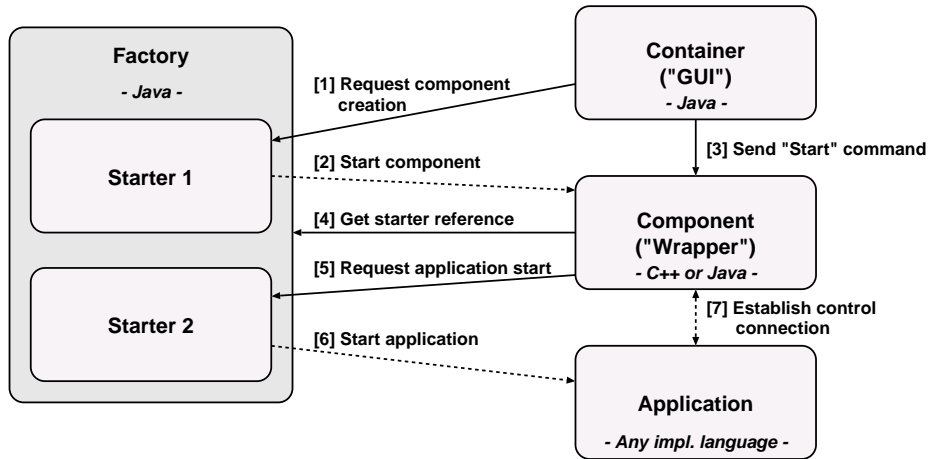 Factory
- Java -
Starter 1
Starter 2
Container
("GUI")
- Java -
[1] Request component
creation
[2] Start component
[3] Send "Start" command
[4] Get starter reference
Component
("Wrapper")
- C++ or Java -
[5] Request application start
[6] Start application
[7] Establish control
connection
Application
- Any impl. language -